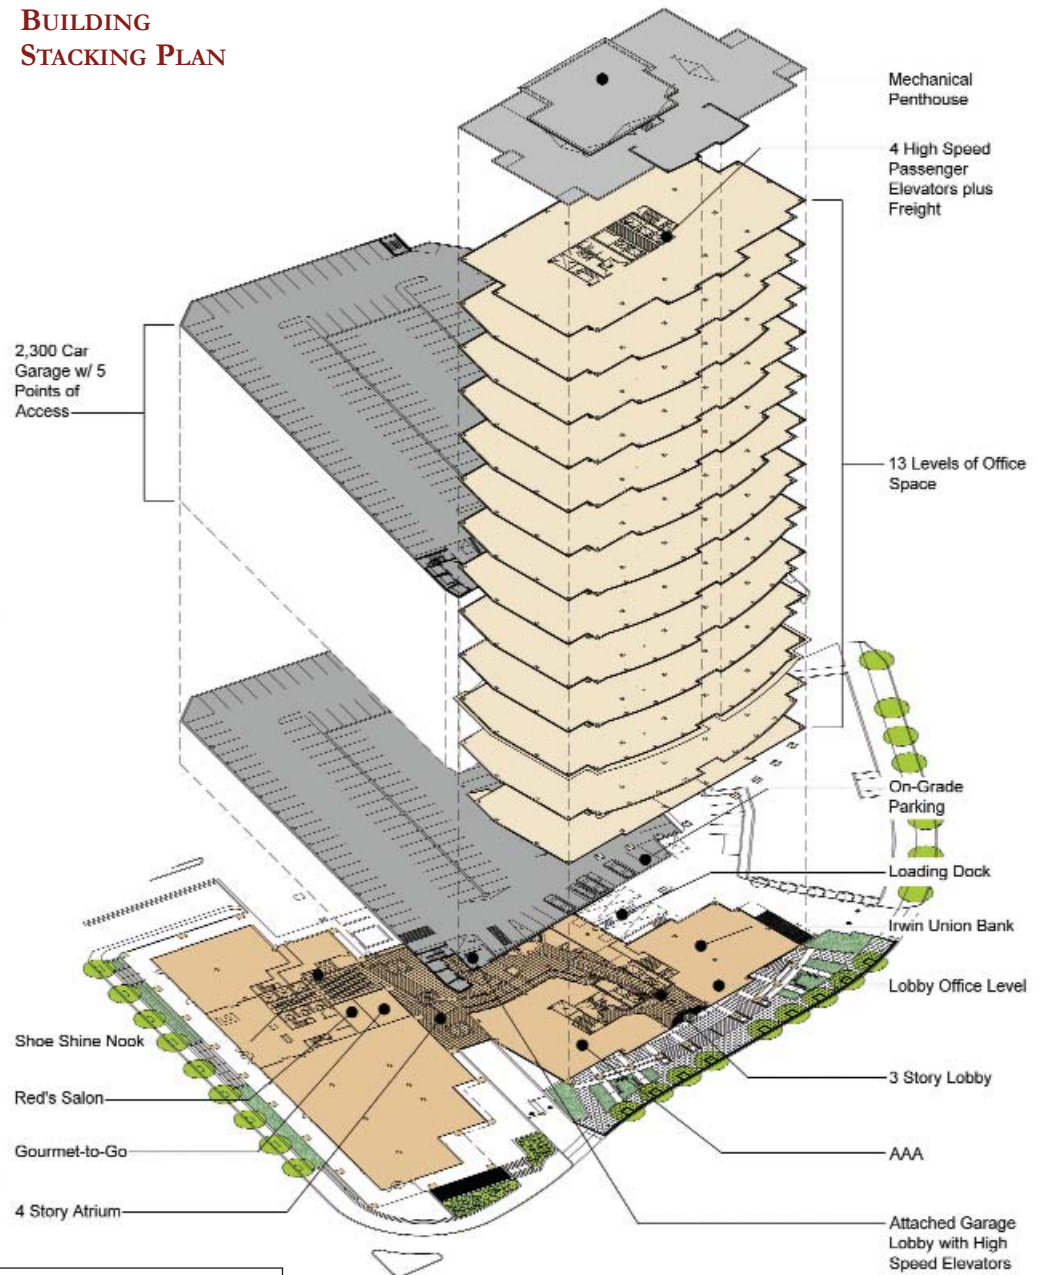 BUILDING
STACKING PLAN
Mechanical
Penthouse
4 High Speed
Passenger
Elevators plus
Freight
2,300 Car
Garage w/ 5
Points of
Access
13 Levels of Office
Space
On-Grade
Parking
Loading Dock
Irwin Union Bank
Lobby Office Level
Shoe Shine Nook
3 Story Lobby
Red's Salon
Gourmet-to-Go
AAA
4 Story Atrium
Attached Garage
Lobby with High
Speed Elevators